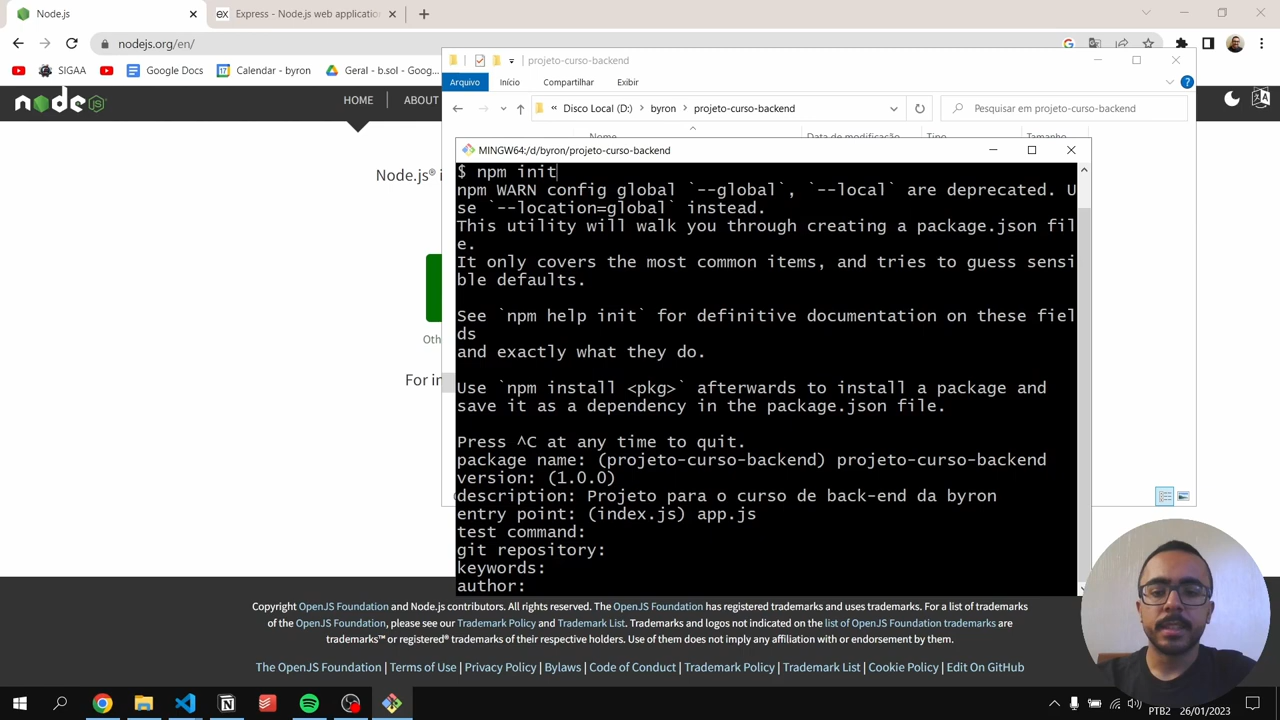 Node.js
Express - Node.js web application
nodejs.org/en/
SIGAA
Google Docs
Calendar - byron
Geral - b.sol - Goog...
projeto-curso-backend
Arquivo
Início
Compartilhar
Exibir
node
JS
HOME
ABOUT
Disco Local (D:)
byron
projeto-curso-backend
Pesquisar em projeto-curso-backend
Nome
Data de modificação
Tipo
Tamanho
MINGW64:/d/byron/projeto-curso-backend
Node.js® i
Oth
For in
$ npm init
npm WARN config global `--global`, `--local` are deprecated. U
se `--location=global` instead.
This utility will walk you through creating a package.json fil
e.
It only covers the most common items, and tries to guess sensi
ble defaults.
See `npm help init` for definitive documentation on these fiel
ds
and exactly what they do.
Use `npm install <pkg>` afterwards to install a package and
save it as a dependency in the package.json file.
Press ^C at any time to quit.
package name: (projeto-curso-backend) projeto-curso-backend
version: (1.0.0)
description: Projeto para o curso de back-end da byron
entry point: (index.js) app.js
test command:
git repository:
keywords:
author:
Copyright OpenJS Foundation and Node.js contributors. All rights reserved. The OpenJS Foundation has registered trademarks and uses trademarks. For a list of trademarks
of the OpenJS Foundation, please see our Trademark Policy and Trademark List. Trademarks and logos not indicated on the list of OpenJS Foundation trademarks are
trademarks™ or registered® trademarks of their respective holders. Use of them does not imply any affiliation with or endorsement by them.
The OpenJS Foundation | Terms of Use | Privacy Policy | Bylaws | Code of Conduct | Trademark Policy | Trademark List | Cookie Policy | Edit On GitHub
PTB2
26/01/2023